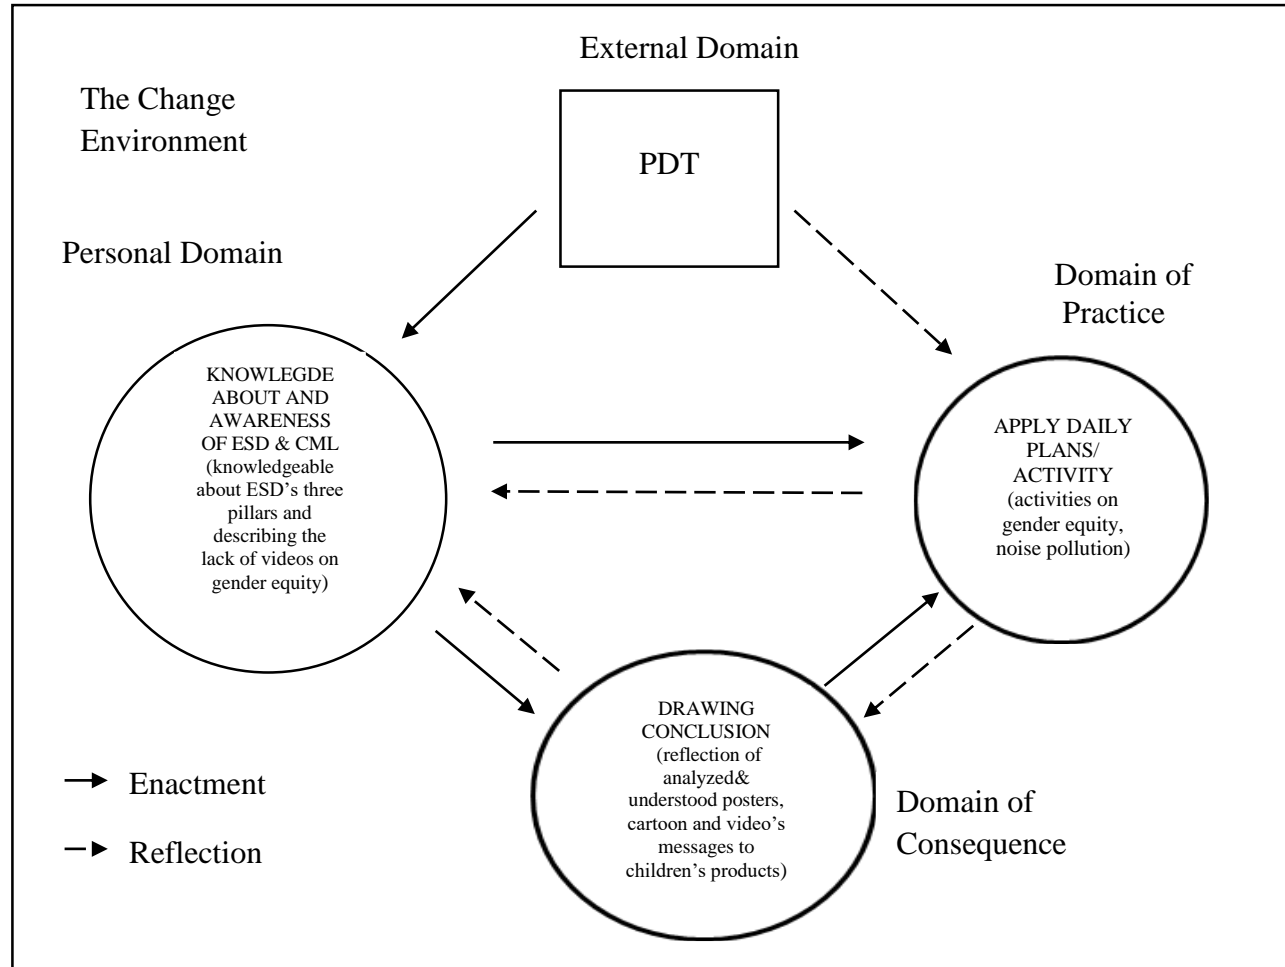 External Domain
The Change
Environment
PDT
Personal Domain
Domain of
Practice
KNOWLEGDE
ABOUT AND
AWARENESS
OF ESD & CML
(knowledgeable
about ESD’s three
pillars and
describing the
lack of videos on
gender equity)
APPLY DAILY
PLANS/
ACTIVITY
(activities on
gender equity,
noise pollution)
DRAWING
CONCLUSION
(reflection of
analyzed&
understood posters,
cartoon and video’s
messages to
children’s products)
Enactment
Reflection
Domain of
Consequence